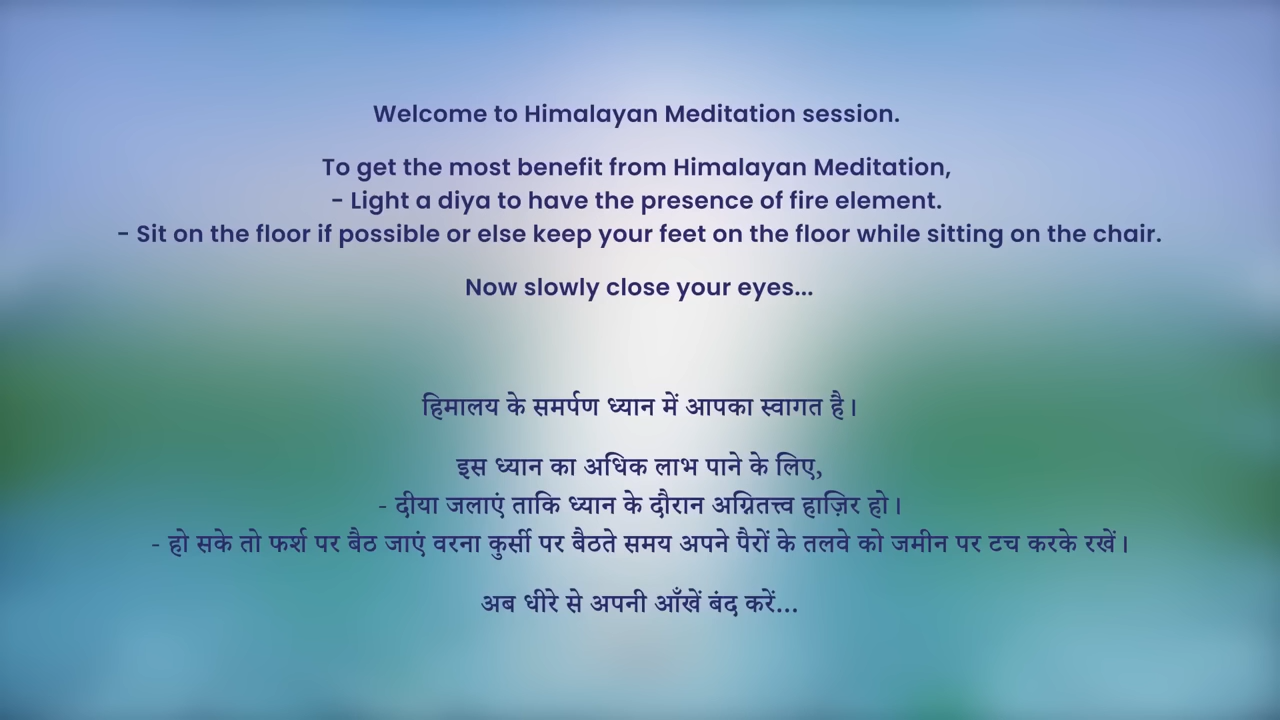 Welcome to Himalayan Meditation session.
To get the most benefit from Himalayan Meditation,
- Light a diya to have the presence of fire element.
- Sit on the floor if possible or else keep your feet on the floor while sitting on the chair.
Now slowly close your eyes...
हिमालय के समर्पण ध्यान में आपका स्वागत है।
इस ध्यान का अधिक लाभ पाने के लिए,
- दीया जलाएं ताकि ध्यान के दौरान अग्नितत्त्व हाज़िर हो।
- हो सके तो फर्श पर बैठ जाएं वरना कुर्सी पर बैठते समय अपने पैरों के तलवे को जमीन पर टच करके रखें।
अब धीरे से अपनी आँखें बंद करें...